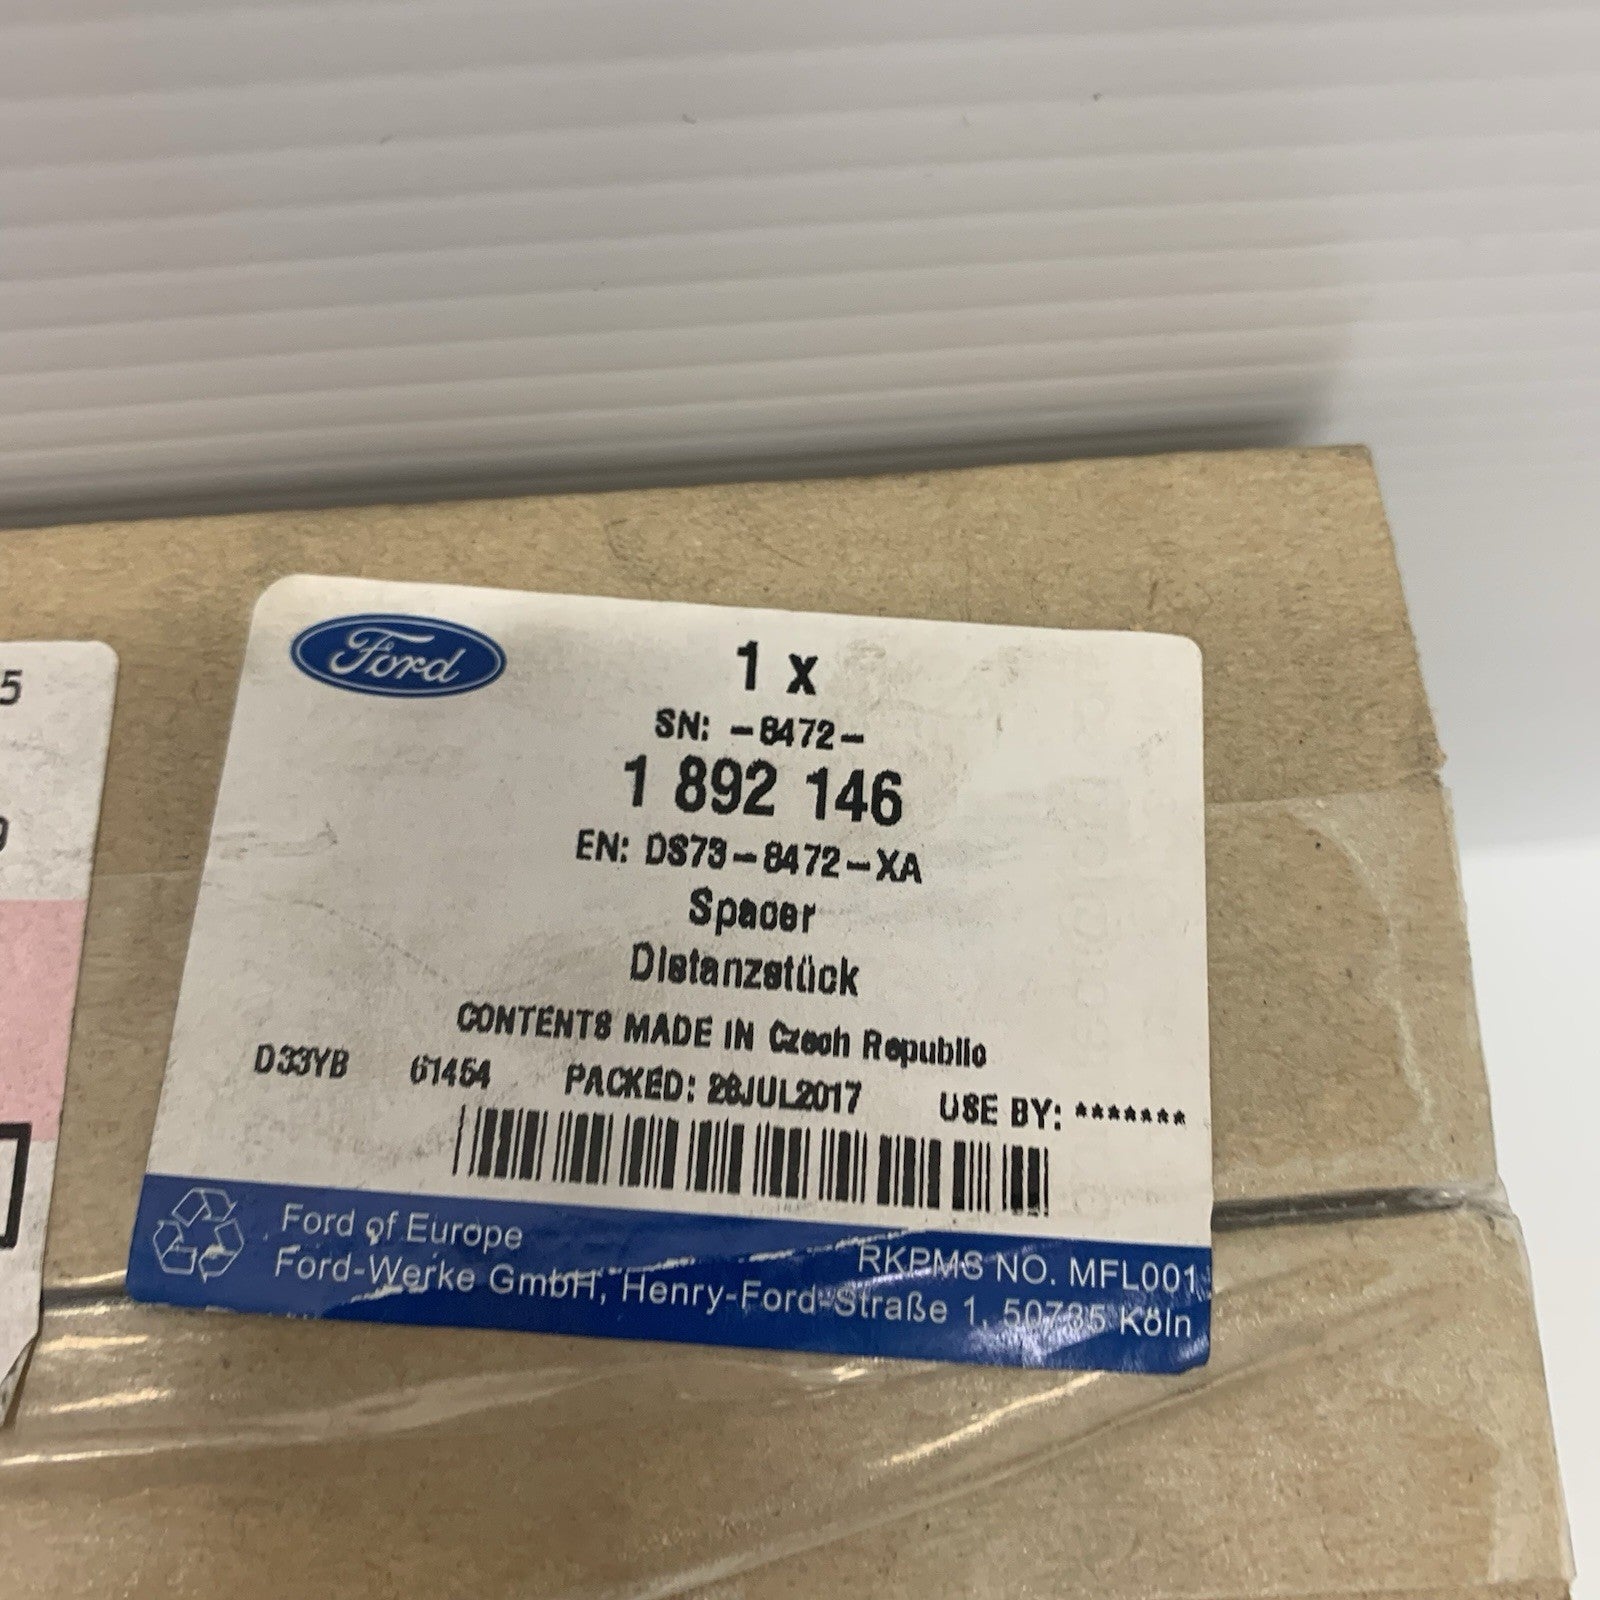 Ford
1 x
SN: -8472-
1 892 146
EN: DS73-8472-XA
Spacer
Distanzstück
CONTENTS MADE IN Czech Republic
D33YB 61454 PACKED: 28JUL2017 USE BY: *******
Ford of Europe
RKPMS NO. MFL001
Ford-Werke GmbH, Henry-Ford-Straße 1, 50735 Köln
5
9